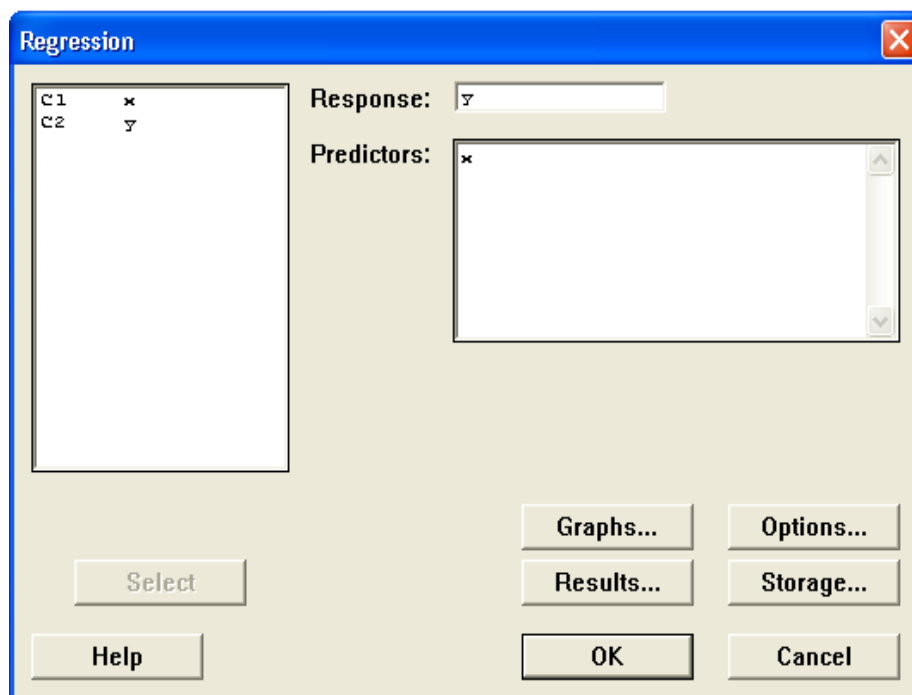 Regression
C1 x
C2 y
Response: y
Predictors: x
Graphs... Options...
Select Results... Storage...
Help OK Cancel